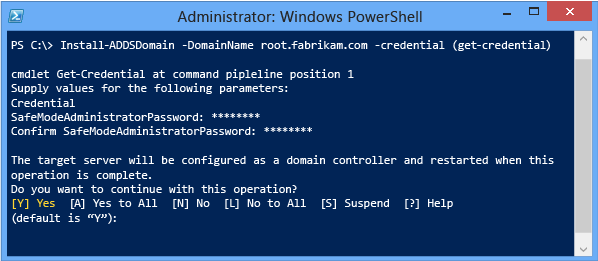 Administrator: Windows PowerShell
PS C:\> Install-ADDSDomain -DomainName root.fabrikam.com -credential (get-credential)
cmdlet Get-Credential at command pipleline position 1
Supply values for the following parameters:
Credential
SafeModeAdministratorPassword: ********
Confirm SafeModeAdministratorPassword: ********
The target server will be configured as a domain controller and restarted when this
operation is complete.
Do you want to continue with this operation?
[Y] Yes [A] Yes to All [N] No [L] No to All [S] Suspend [?] Help
(default is “Y”):